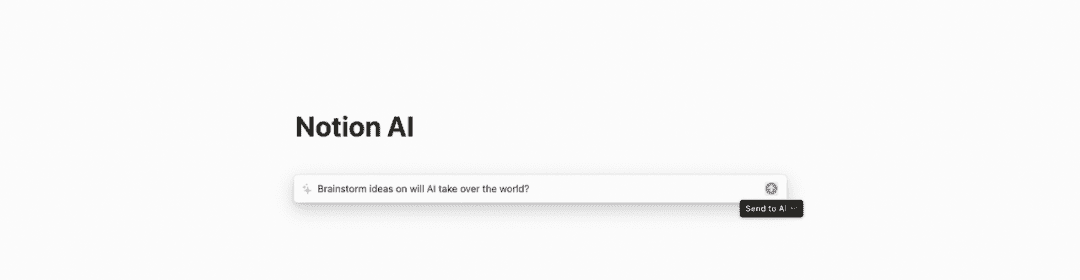 Notion AI
Brainstorm ideas on will AI take over the world?
Send to AI